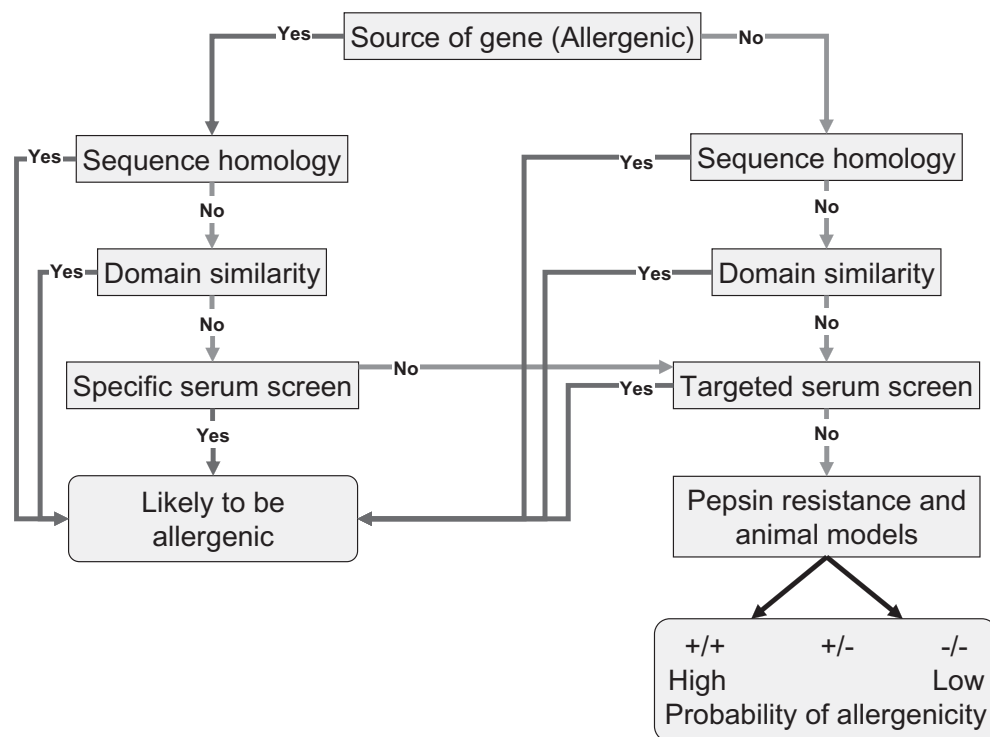 Source of gene (Allergenic)
Yes
No
Sequence homology
Yes
No
Sequence homology
Yes
No
Domain similarity
Yes
No
Domain similarity
Yes
No
Specific serum screen
No
Yes
Targeted serum screen
Yes
No
Likely to be
allergenic
Pepsin resistance and
animal models
+/+ +/- -/-
High Low
Probability of allergenicity